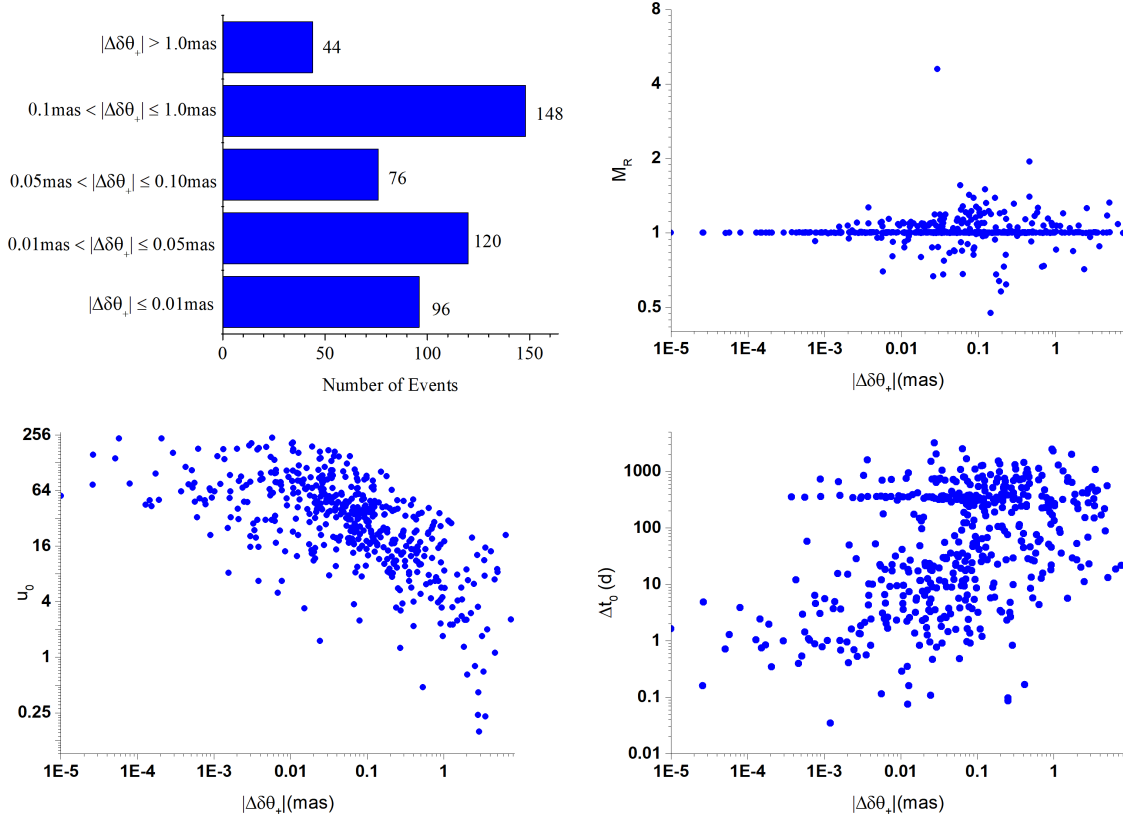 |Δδθ₊| > 1.0mas
44
0.1mas < |Δδθ₊| ≤ 1.0mas
148
0.05mas < |Δδθ₊| ≤ 0.10mas
76
0.01mas < |Δδθ₊| ≤ 0.05mas
120
|Δδθ₊| ≤ 0.01mas
96
0 50 100 150
Number of Events
8
4
2
1
0.5
M_R
1E-5 1E-4 1E-3 0.01 0.1 1
|Δδθ₊|(mas)
256
64
16
4
1
0.25
u₀
1E-5 1E-4 1E-3 0.01 0.1 1
|Δδθ₊|(mas)
1000
100
10
1
0.1
0.01
Δt₀ (d)
1E-5 1E-4 1E-3 0.01 0.1 1
|Δδθ₊|(mas)